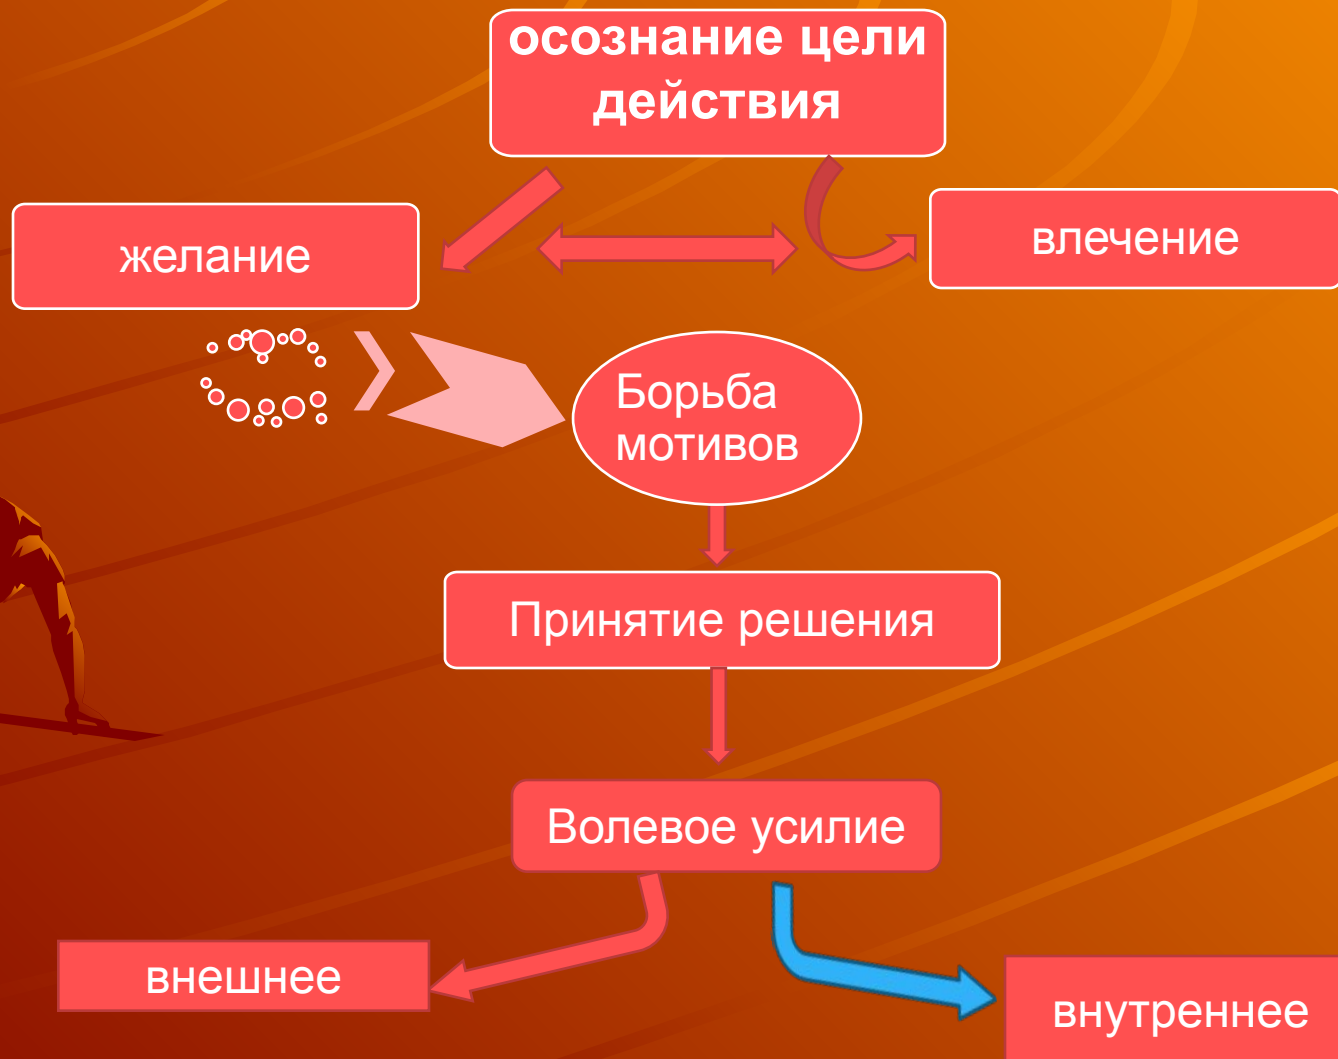 осознание цели
действия
желание
влечение
Борьба
мотивов
Принятие решения
Волевое усилие
внешнее
внутреннее